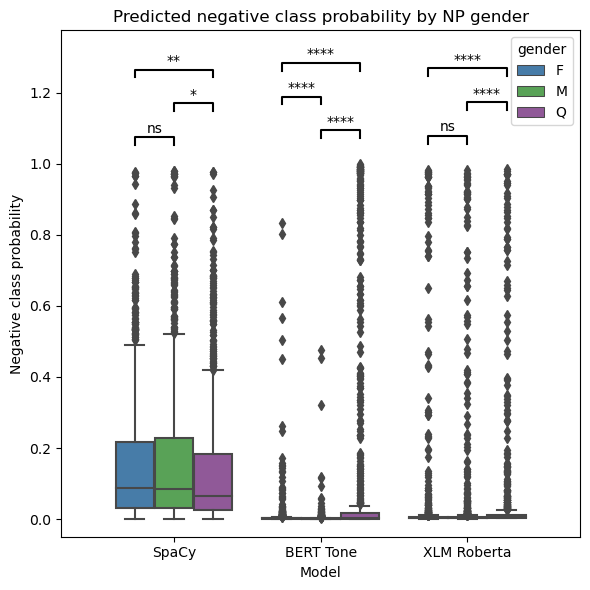 Predicted negative class probability by NP gender
gender
F
M
Q
**
*
ns
****
****
****
****
****
ns
Negative class probability
1.2
1.0
0.8
0.6
0.4
0.2
0.0
SpaCy BERT Tone XLM Roberta
Model